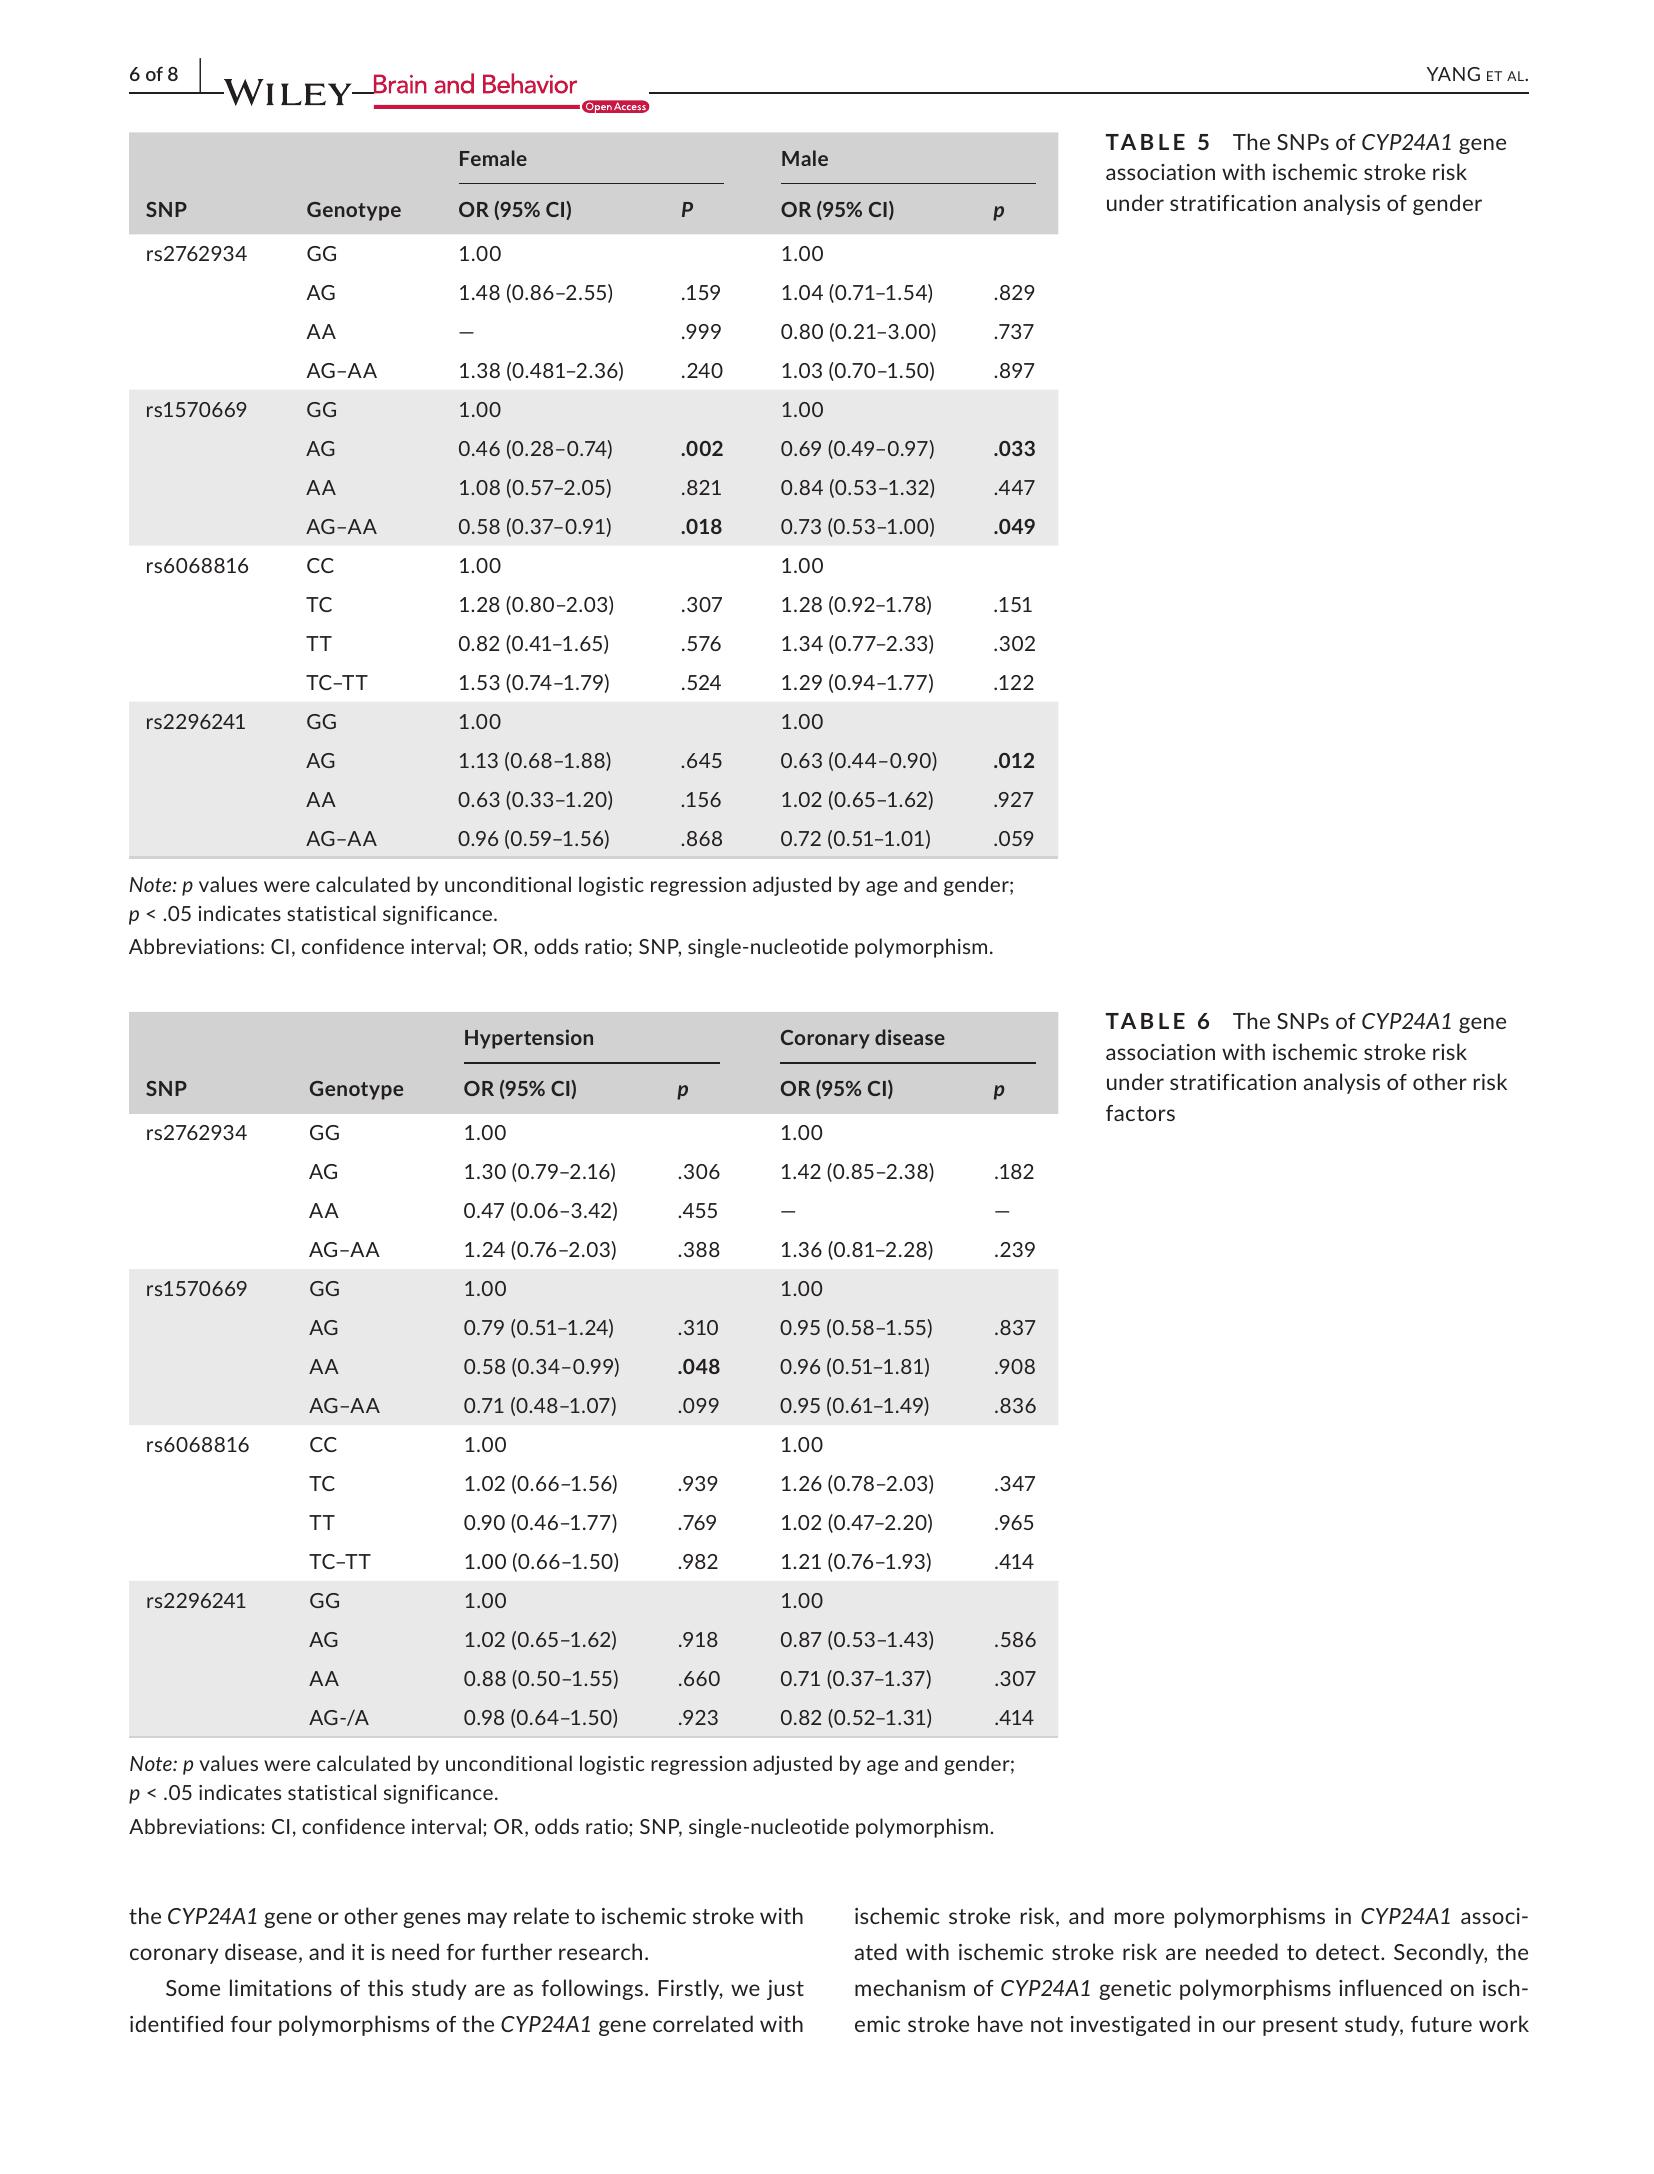 6 of 8
WILEY Brain and Behavior
Open Access
YANG ET AL.
TABLE 5 The SNPs of CYP24A1 gene
association with ischemic stroke risk
under stratification analysis of gender
Female Male
SNP Genotype OR (95% CI) P OR (95% CI) p
rs2762934 GG 1.00 1.00
AG 1.48 (0.86–2.55) .159 1.04 (0.71–1.54) .829
AA — .999 0.80 (0.21–3.00) .737
AG–AA 1.38 (0.481–2.36) .240 1.03 (0.70–1.50) .897
rs1570669 GG 1.00 1.00
AG 0.46 (0.28–0.74) .002 0.69 (0.49–0.97) .033
AA 1.08 (0.57–2.05) .821 0.84 (0.53–1.32) .447
AG–AA 0.58 (0.37–0.91) .018 0.73 (0.53–1.00) .049
rs6068816 CC 1.00 1.00
TC 1.28 (0.80–2.03) .307 1.28 (0.92–1.78) .151
TT 0.82 (0.41–1.65) .576 1.34 (0.77–2.33) .302
TC–TT 1.53 (0.74–1.79) .524 1.29 (0.94–1.77) .122
rs2296241 GG 1.00 1.00
AG 1.13 (0.68–1.88) .645 0.63 (0.44–0.90) .012
AA 0.63 (0.33–1.20) .156 1.02 (0.65–1.62) .927
AG–AA 0.96 (0.59–1.56) .868 0.72 (0.51–1.01) .059
Note: p values were calculated by unconditional logistic regression adjusted by age and gender;
p < .05 indicates statistical significance.
Abbreviations: CI, confidence interval; OR, odds ratio; SNP, single-nucleotide polymorphism.
TABLE 6 The SNPs of CYP24A1 gene
association with ischemic stroke risk
under stratification analysis of other risk
factors
Hypertension Coronary disease
SNP Genotype OR (95% CI) p OR (95% CI) p
rs2762934 GG 1.00 1.00
AG 1.30 (0.79–2.16) .306 1.42 (0.85–2.38) .182
AA 0.47 (0.06–3.42) .455 — —
AG–AA 1.24 (0.76–2.03) .388 1.36 (0.81–2.28) .239
rs1570669 GG 1.00 1.00
AG 0.79 (0.51–1.24) .310 0.95 (0.58–1.55) .837
AA 0.58 (0.34–0.99) .048 0.96 (0.51–1.81) .908
AG–AA 0.71 (0.48–1.07) .099 0.95 (0.61–1.49) .836
rs6068816 CC 1.00 1.00
TC 1.02 (0.66–1.56) .939 1.26 (0.78–2.03) .347
TT 0.90 (0.46–1.77) .769 1.02 (0.47–2.20) .965
TC–TT 1.00 (0.66–1.50) .982 1.21 (0.76–1.93) .414
rs2296241 GG 1.00 1.00
AG 1.02 (0.65–1.62) .918 0.87 (0.53–1.43) .586
AA 0.88 (0.50–1.55) .660 0.71 (0.37–1.37) .307
AG-/A 0.98 (0.64–1.50) .923 0.82 (0.52–1.31) .414
Note: p values were calculated by unconditional logistic regression adjusted by age and gender;
p < .05 indicates statistical significance.
Abbreviations: CI, confidence interval; OR, odds ratio; SNP, single-nucleotide polymorphism.
the CYP24A1 gene or other genes may relate to ischemic stroke with
coronary disease, and it is need for further research.
Some limitations of this study are as followings. Firstly, we just
identified four polymorphisms of the CYP24A1 gene correlated with
ischemic stroke risk, and more polymorphisms in CYP24A1 associ-
ated with ischemic stroke risk are needed to detect. Secondly, the
mechanism of CYP24A1 genetic polymorphisms influenced on isch-
emic stroke have not investigated in our present study, future work